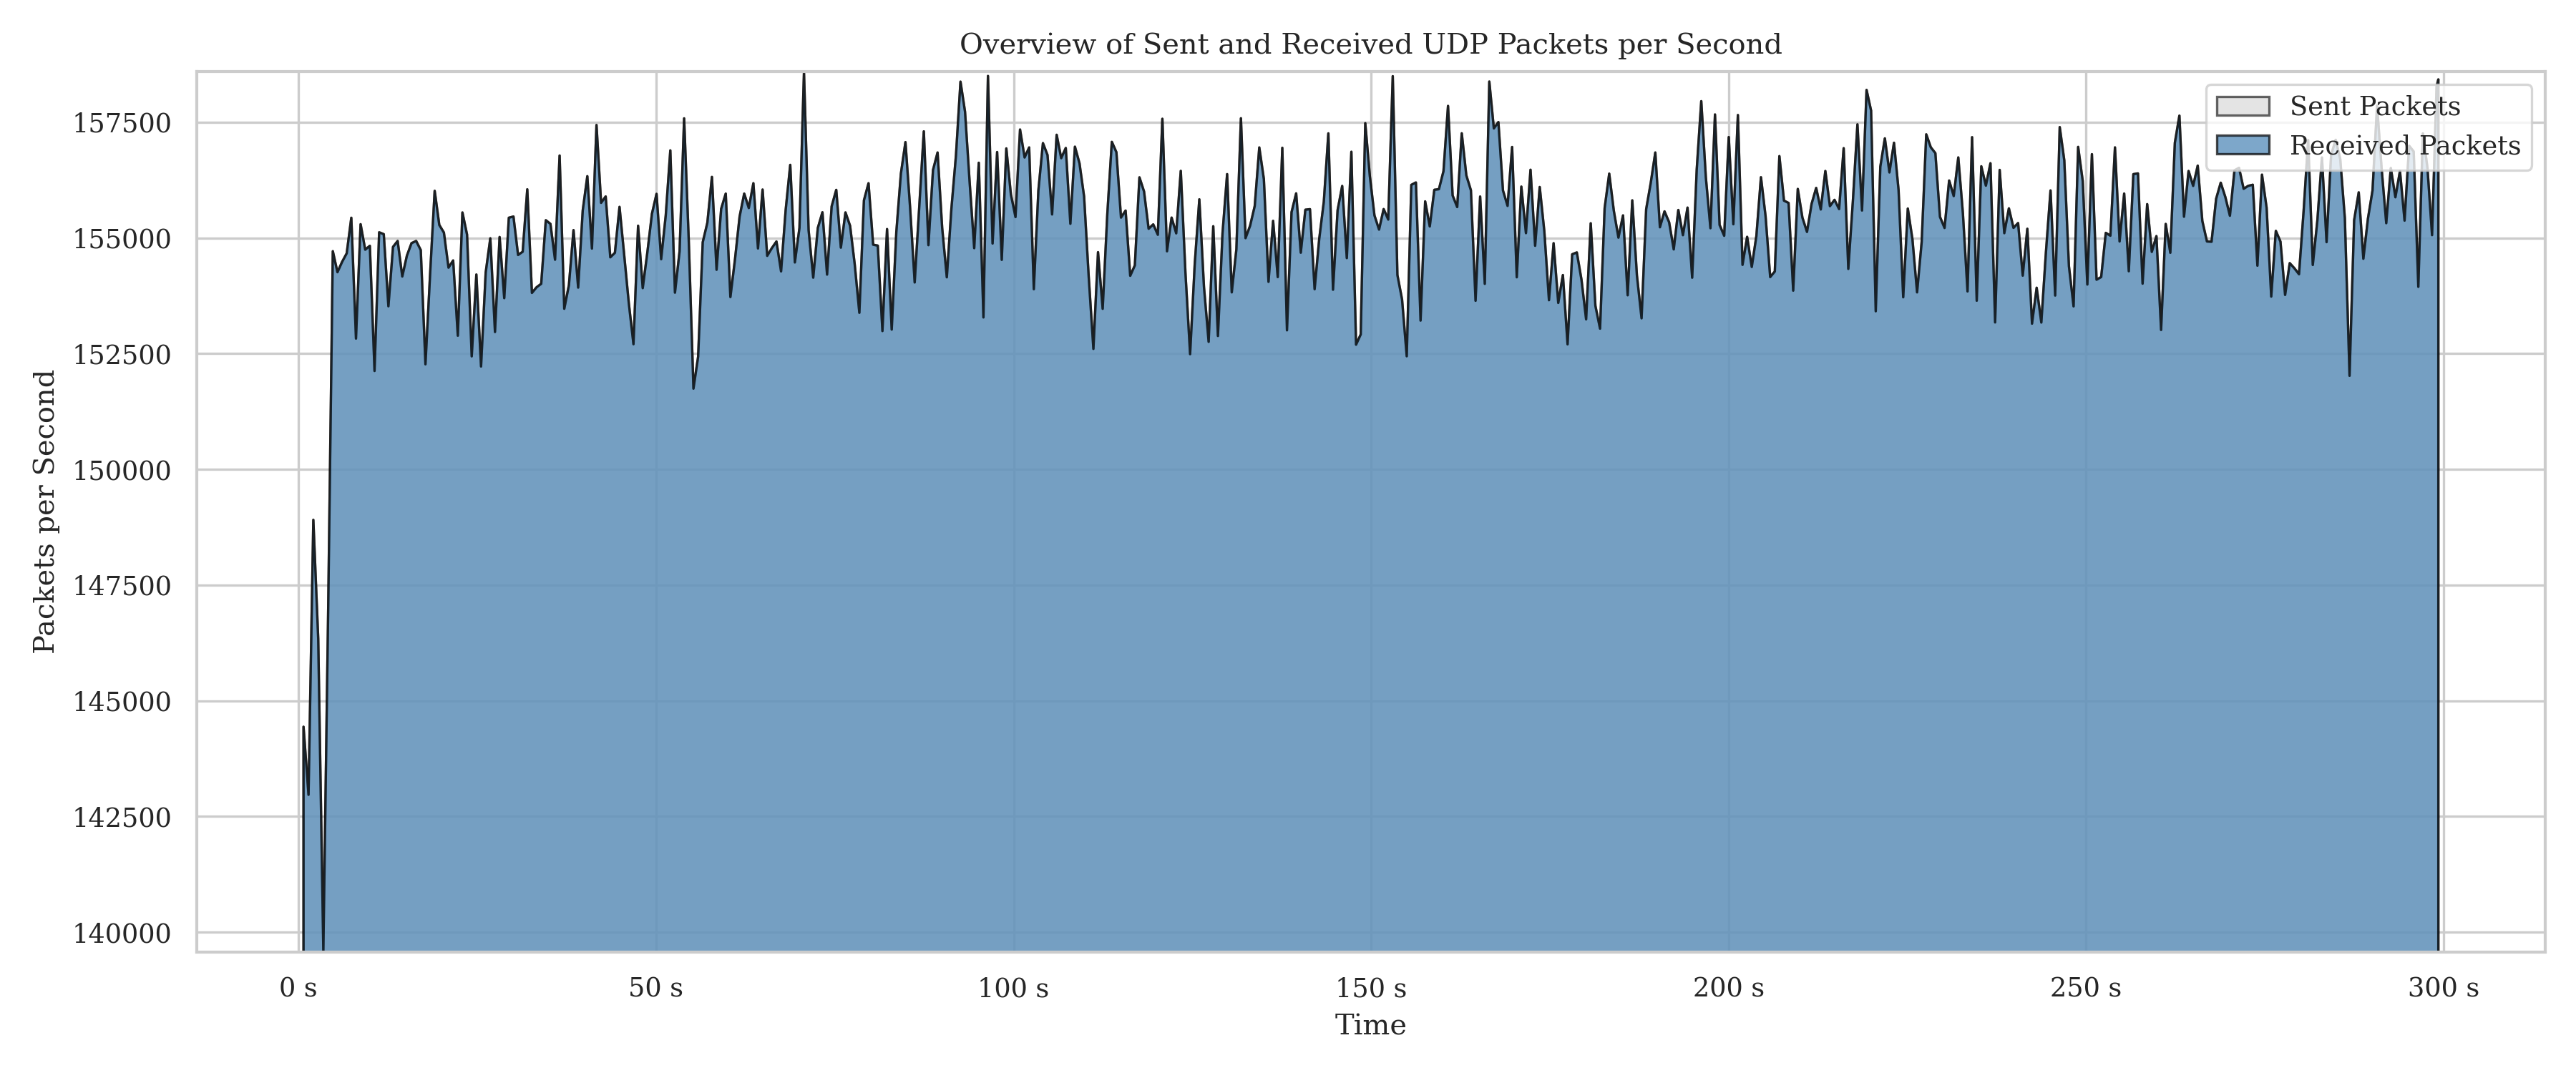 Overview of Sent and Received UDP Packets per Second
Sent Packets
Received Packets
157500
155000
152500
150000
147500
145000
142500
140000
Packets per Second
0 s 50 s 100 s 150 s 200 s 250 s 300 s
Time